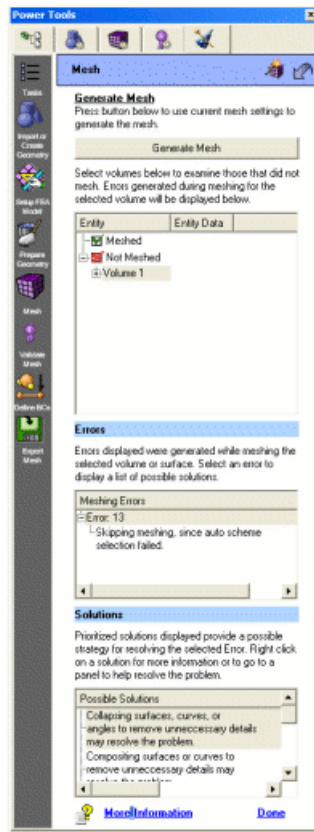 Power Tools
Mesh
Tasks
Import or
Create
Geometry
Setup FEA
Model
Prepare
Geometry
Mesh
Validate
Mesh
Define BCs
Export
Mesh
Generate Mesh
Press button below to use current mesh settings to
generate the mesh.
Generate Mesh
Select volumes below to examine those that did not
mesh. Errors generated during meshing for the
selected volume will be displayed below.
Entity Entity Data
Meshed
Not Meshed
Volume 1
Errors
Errors displayed were generated while meshing the
selected volume or surface. Select an error to
display a list of possible solutions.
Meshing Errors
Error: 13
Skipping meshing, since auto scheme
selection failed.
Solutions
Prioritized solutions displayed provide a possible
strategy for resolving the selected Error. Right click
on a solution for more information or to go to a
panel to help resolve the problem.
Possible Solutions
Collapsing surfaces, curves, or
angles to remove unneccessary details
may resolve the problem.
Compositing surfaces or curves to
remove unneccessary details may
More Information Done